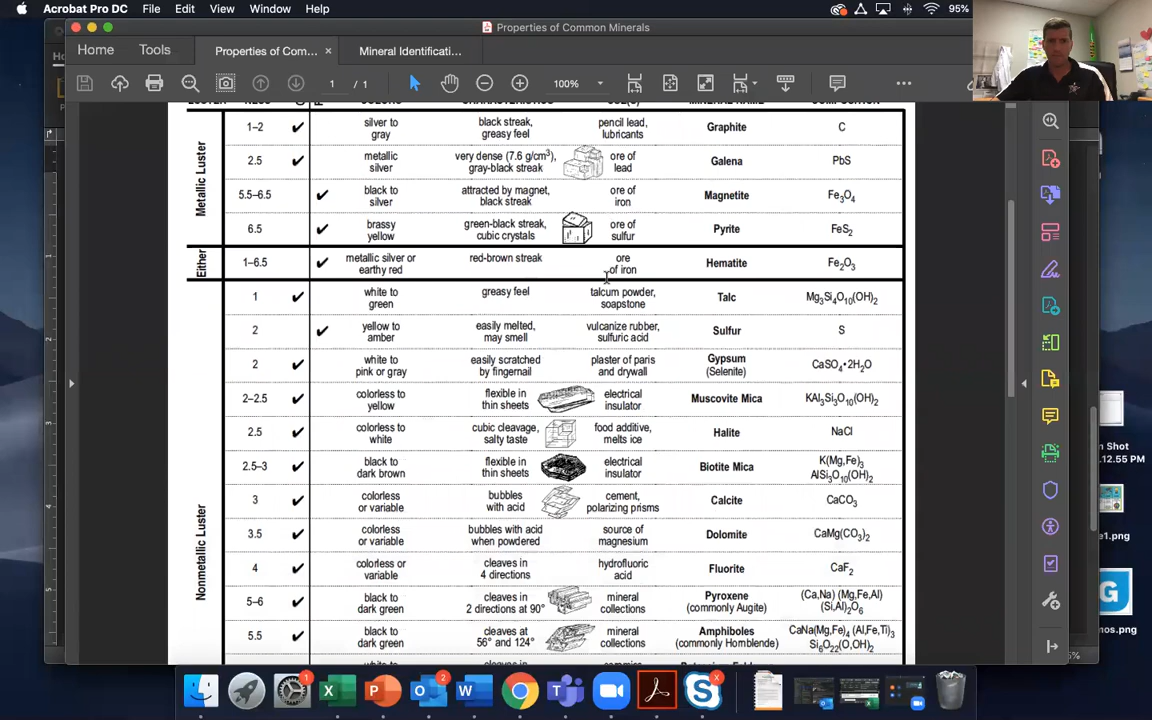 Acrobat Pro DC File Edit View Window Help 95%
Properties of Common Minerals
Home Tools Properties of Com... × Mineral Identificati...
1 / 1 100%
Metallic Luster
1–2 ✔ silver to gray black streak, greasy feel pencil lead, lubricants Graphite C
2.5 ✔ metallic silver very dense (7.6 g/cm³), gray-black streak ore of lead Galena PbS
5.5–6.5 ✔ black to silver attracted by magnet, black streak ore of iron Magnetite Fe₃O₄
6.5 ✔ brassy yellow green-black streak, cubic crystals ore of sulfur Pyrite FeS₂
Either
1–6.5 ✔ metallic silver or earthy red red-brown streak ore of iron Hematite Fe₂O₃
Nonmetallic Luster
1 ✔ white to green greasy feel talcum powder, soapstone Talc Mg₃Si₄O₁₀(OH)₂
2 ✔ yellow to amber easily melted, may smell vulcanize rubber, sulfuric acid Sulfur S
2 ✔ white to pink or gray easily scratched by fingernail plaster of paris and drywall Gypsum (Selenite) CaSO₄•2H₂O
2–2.5 ✔ colorless to yellow flexible in thin sheets electrical insulator Muscovite Mica KAl₃Si₃O₁₀(OH)₂
2.5 ✔ colorless to white cubic cleavage, salty taste food additive, melts ice Halite NaCl
2.5–3 ✔ black to dark brown flexible in thin sheets electrical insulator Biotite Mica K(Mg,Fe)₃ AlSi₃O₁₀(OH)₂
3 ✔ colorless or variable bubbles with acid cement, polarizing prisms Calcite CaCO₃
3.5 ✔ colorless or variable bubbles with acid when powdered source of magnesium Dolomite CaMg(CO₃)₂
4 ✔ colorless or variable cleaves in 4 directions hydrofluoric acid Fluorite CaF₂
5–6 ✔ black to dark green cleaves in 2 directions at 90° mineral collections Pyroxene (commonly Augite) (Ca,Na) (Mg,Fe,Al) (Si,Al)₂O₆
5.5 ✔ black to dark green cleaves at 56° and 124° mineral collections Amphiboles (commonly Hornblende) CaNa(Mg,Fe)₄ (Al,Fe,Ti)₃ Si₆O₂₂(O,OH)₂
n Shot
.12.55 PM
e1.png
mos.png
1
2